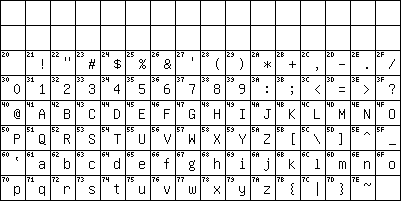 20 21 22 23 24 25 26 27 28 29 2A 2B 2C 2D 2E 2F
! " # $ % & ' ( ) * + , - . /
30 31 32 33 34 35 36 37 38 39 3A 3B 3C 3D 3E 3F
0 1 2 3 4 5 6 7 8 9 : ; < = > ?
40 41 42 43 44 45 46 47 48 49 4A 4B 4C 4D 4E 4F
@ A B C D E F G H I J K L M N O
50 51 52 53 54 55 56 57 58 59 5A 5B 5C 5D 5E 5F
P Q R S T U V W X Y Z [ \ ] ^ _
60 61 62 63 64 65 66 67 68 69 6A 6B 6C 6D 6E 6F
` a b c d e f g h i j k l m n o
70 71 72 73 74 75 76 77 78 79 7A 7B 7C 7D 7E
p q r s t u v w x y z { | } ~